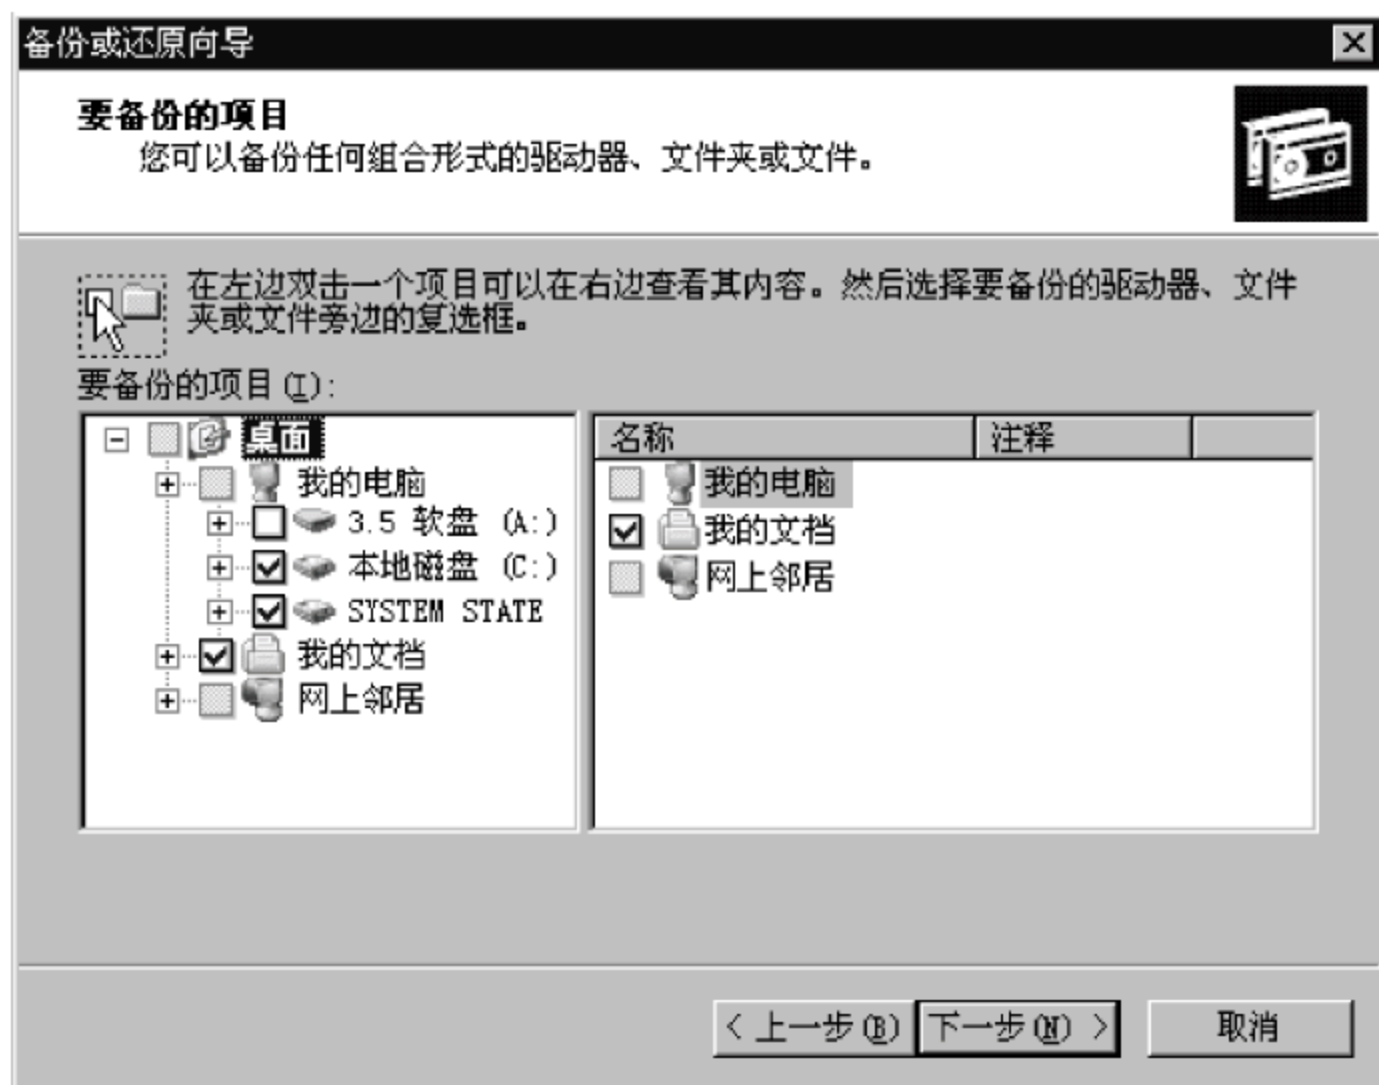 备份或还原向导
要备份的项目
您可以备份任何组合形式的驱动器、文件夹或文件。
在左边双击一个项目可以在右边查看其内容。然后选择要备份的驱动器、文件
夹或文件旁边的复选框。
要备份的项目(I):
桌面
我的电脑
3.5 软盘 (A:)
本地磁盘 (C:)
SYSTEM STATE
我的文档
网上邻居
名称 注释
我的电脑
我的文档
网上邻居
< 上一步(B) 下一步(N) > 取消